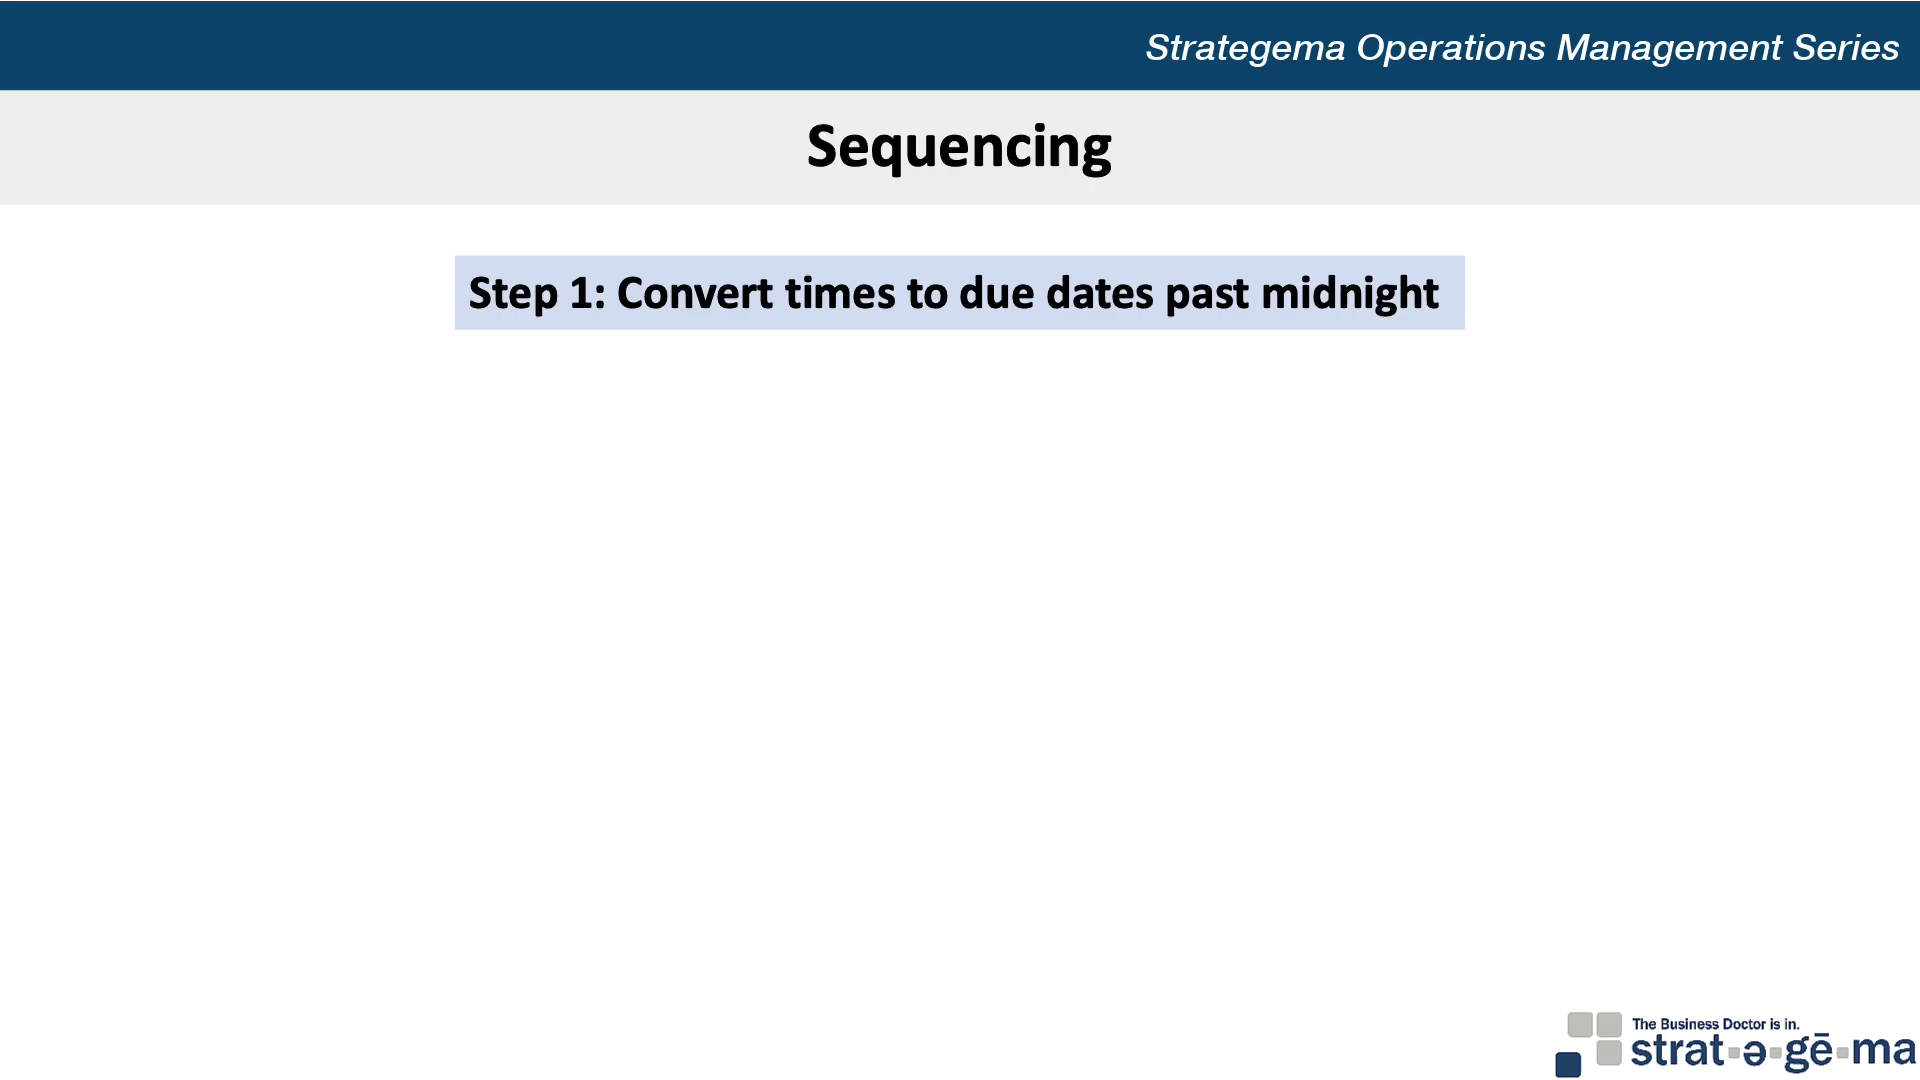 Strategema Operations Management Series
Sequencing
Step 1: Convert times to due dates past midnight
The Business Doctor is in.
strat-ə-gē-ma